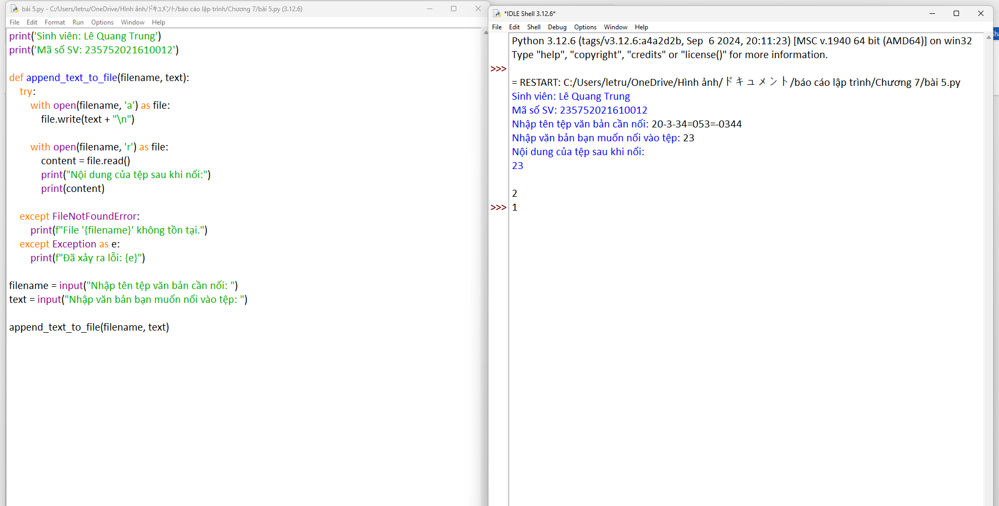 bài 5.py - C:/Users/letru/OneDrive/Hình ảnh/ドキュメント/báo cáo lập trình/Chương 7/bài 5.py (3.12.6)
File Edit Format Run Options Window Help
print('Sinh viên: Lê Quang Trung')
print('Mã số SV: 235752021610012')
def append_text_to_file(filename, text):
    try:
        with open(filename, 'a') as file:
            file.write(text + "\n")
        with open(filename, 'r') as file:
            content = file.read()
            print("Nội dung của tệp sau khi nối:")
            print(content)
    except FileNotFoundError:
        print(f"File '{filename}' không tồn tại.")
    except Exception as e:
        print(f"Đã xảy ra lỗi: {e}")
filename = input("Nhập tên tệp văn bản cần nối: ")
text = input("Nhập văn bản bạn muốn nối vào tệp: ")
append_text_to_file(filename, text)
*IDLE Shell 3.12.6*
File Edit Shell Debug Options Window Help
Python 3.12.6 (tags/v3.12.6:a4a2d2b, Sep  6 2024, 20:11:23) [MSC v.1940 64 bit (AMD64)] on win32
Type "help", "copyright", "credits" or "license()" for more information.
>>>
= RESTART: C:/Users/letru/OneDrive/Hình ảnh/ドキュメント/báo cáo lập trình/Chương 7/bài 5.py
Sinh viên: Lê Quang Trung
Mã số SV: 235752021610012
Nhập tên tệp văn bản cần nối: 20-3-34=053=-0344
Nhập văn bản bạn muốn nối vào tệp: 23
Nội dung của tệp sau khi nối:
23
2
>>> 1